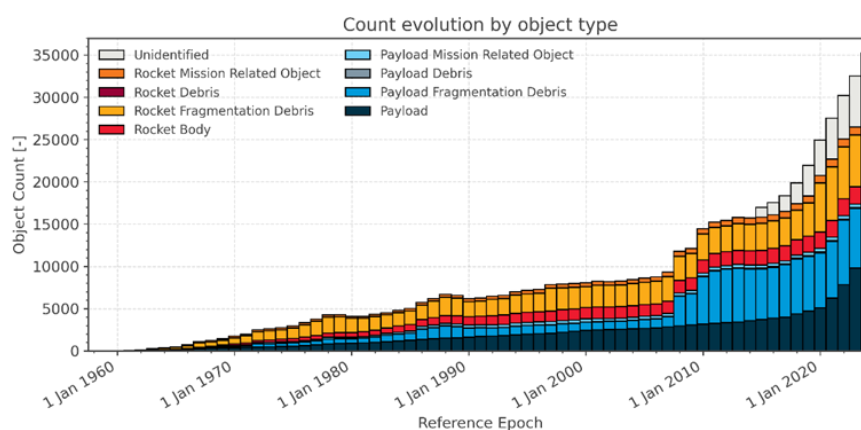 Count evolution by object type
35000
30000
25000
20000
15000
10000
5000
0
Object Count [-]
Unidentified
Rocket Mission Related Object
Rocket Debris
Rocket Fragmentation Debris
Rocket Body
Payload Mission Related Object
Payload Debris
Payload Fragmentation Debris
Payload
1 Jan 1960
1 Jan 1970
1 Jan 1980
1 Jan 1990
1 Jan 2000
1 Jan 2010
1 Jan 2020
Reference Epoch